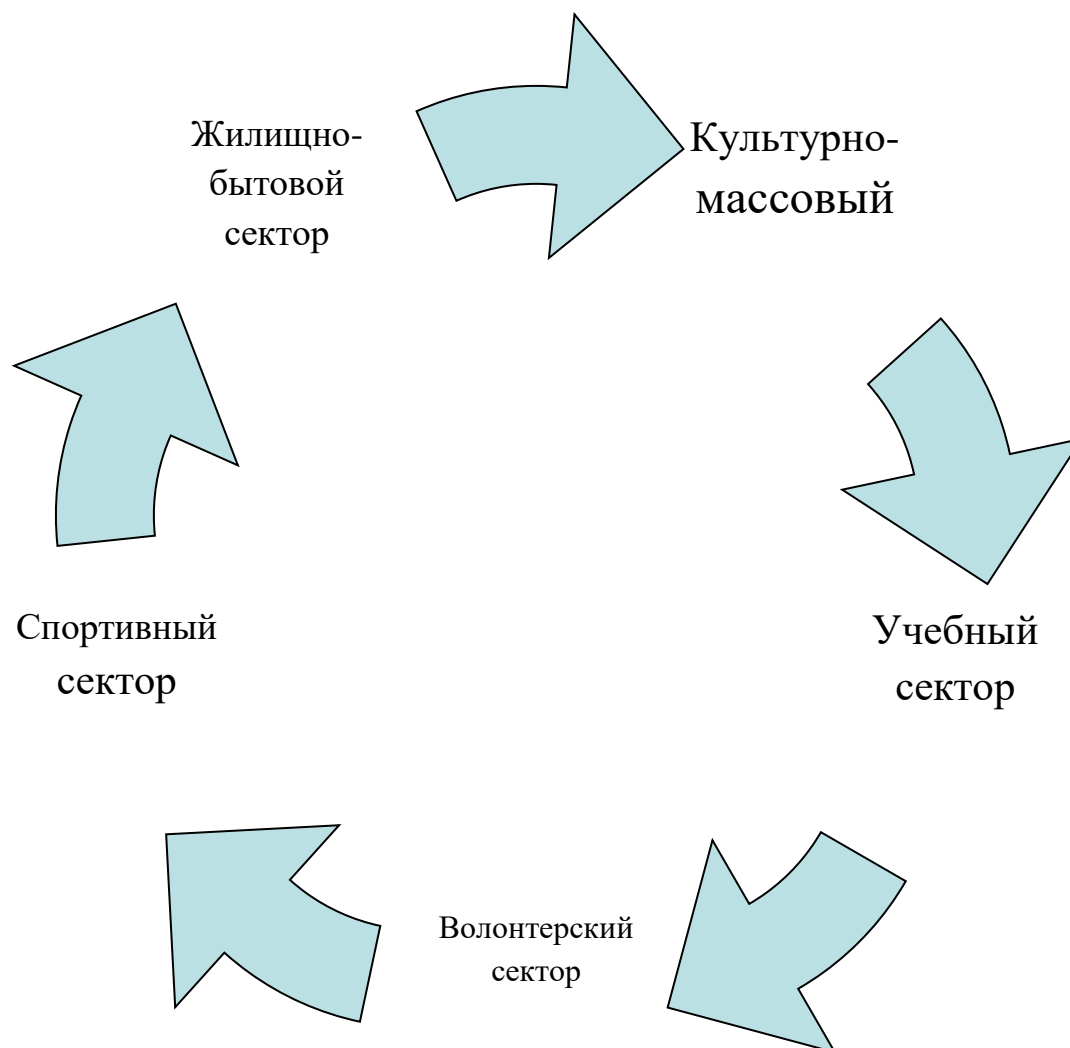 Жилищно-
бытовой
сектор
Культурно-
массовый
Учебный
сектор
Волонтерский
сектор
Спортивный
сектор